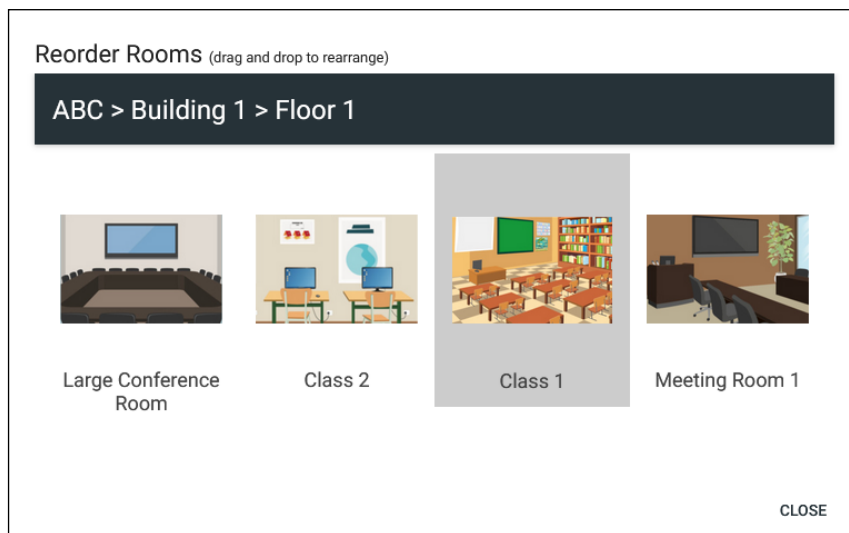 Reorder Rooms (drag and drop to rearrange)
ABC > Building 1 > Floor 1
Large Conference
Room
Class 2
Class 1
Meeting Room 1
CLOSE